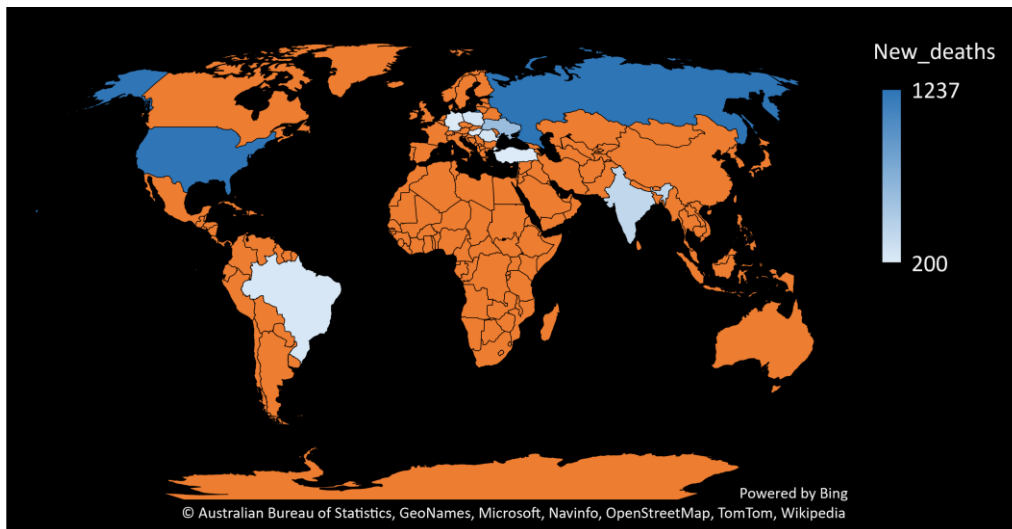 New_deaths
1237
200
Powered by Bing
© Australian Bureau of Statistics, GeoNames, Microsoft, Navinfo, OpenStreetMap, TomTom, Wikipedia